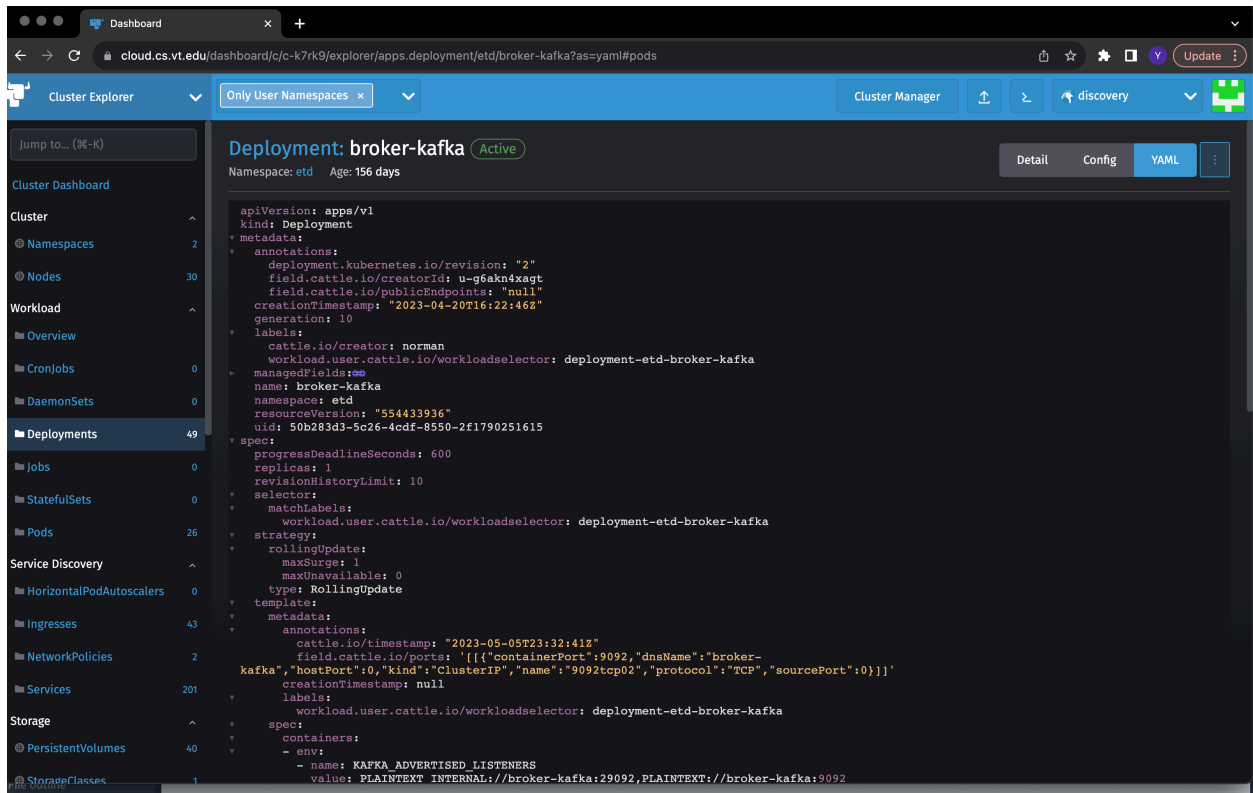 Dashboard
cloud.cs.vt.edu/dashboard/c/c-k7rk9/explorer/apps.deployment/etd/broker-kafka?as=yaml#pods
Y
Update
Cluster Explorer
Only User Namespaces ×
Cluster Manager
discovery
Jump to... (⌘-K)
Cluster Dashboard
Cluster
Namespaces 2
Nodes 30
Workload
Overview
CronJobs 0
DaemonSets 0
Deployments 49
Jobs 0
StatefulSets 0
Pods 26
Service Discovery
HorizontalPodAutoscalers 0
Ingresses 43
NetworkPolicies 2
Services 201
Storage
PersistentVolumes 40
StorageClasses 1
File outline
Deployment: broker-kafka Active
Namespace: etd Age: 156 days
Detail Config YAML
apiVersion: apps/v1
kind: Deployment
metadata:
annotations:
deployment.kubernetes.io/revision: "2"
field.cattle.io/creatorId: u-g6akn4xagt
field.cattle.io/publicEndpoints: "null"
creationTimestamp: "2023-04-20T16:22:46Z"
generation: 10
labels:
cattle.io/creator: norman
workload.user.cattle.io/workloadselector: deployment-etd-broker-kafka
managedFields:
name: broker-kafka
namespace: etd
resourceVersion: "554433936"
uid: 50b283d3-5c26-4cdf-8550-2f1790251615
spec:
progressDeadlineSeconds: 600
replicas: 1
revisionHistoryLimit: 10
selector:
matchLabels:
workload.user.cattle.io/workloadselector: deployment-etd-broker-kafka
strategy:
rollingUpdate:
maxSurge: 1
maxUnavailable: 0
type: RollingUpdate
template:
metadata:
annotations:
cattle.io/timestamp: "2023-05-05T23:32:41Z"
field.cattle.io/ports: '[[{"containerPort":9092,"dnsName":"broker-
kafka","hostPort":0,"kind":"ClusterIP","name":"9092tcp02","protocol":"TCP","sourcePort":0}]]'
creationTimestamp: null
labels:
workload.user.cattle.io/workloadselector: deployment-etd-broker-kafka
spec:
containers:
- env:
- name: KAFKA_ADVERTISED_LISTENERS
value: PLAINTEXT_INTERNAL://broker-kafka:29092,PLAINTEXT://broker-kafka:9092